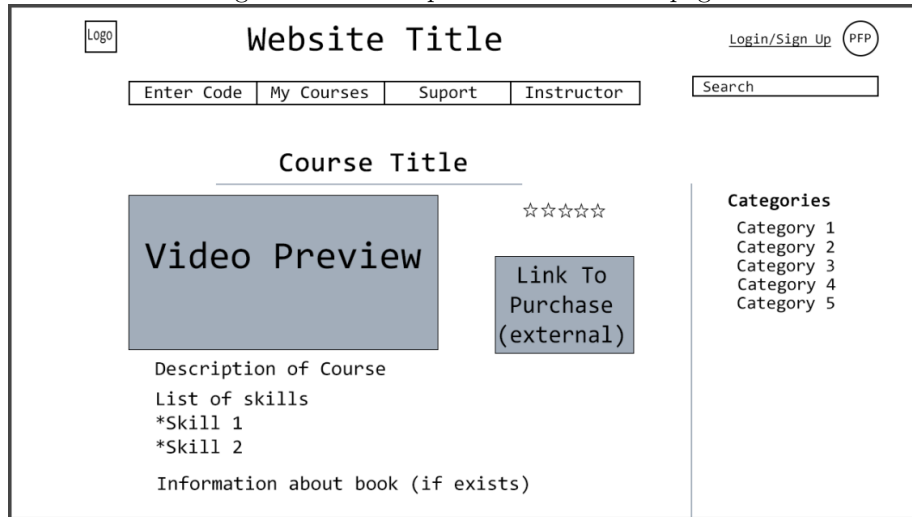 Logo
Website Title
Login/Sign Up
PFP
Enter Code
My Courses
Suport
Instructor
Search
Course Title
Video Preview
☆☆☆☆☆
Link To
Purchase
(external)
Description of Course
List of skills
*Skill 1
*Skill 2
Information about book (if exists)
Categories
Category 1
Category 2
Category 3
Category 4
Category 5